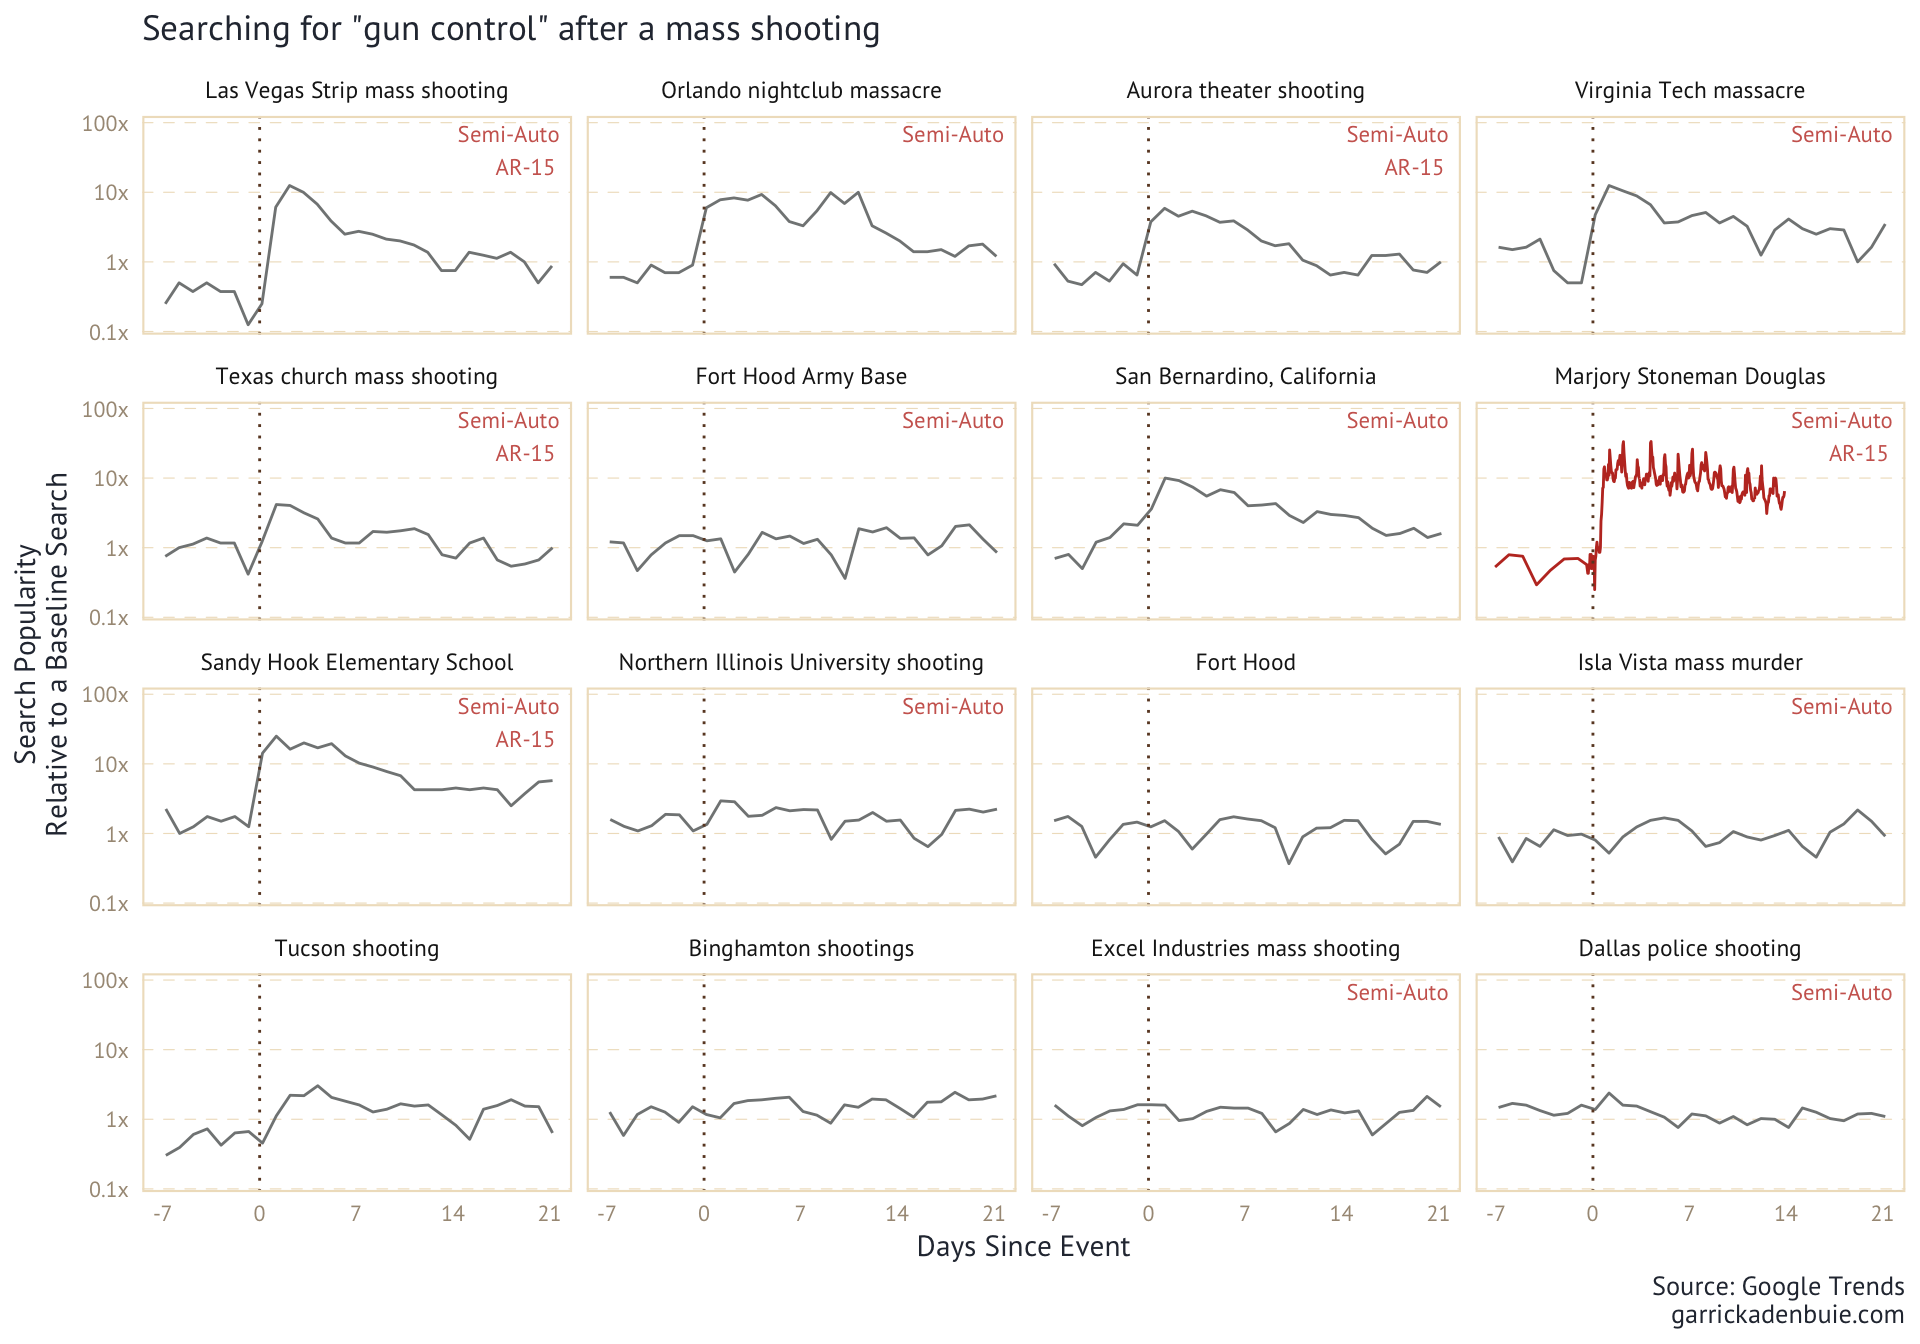 Searching for "gun control" after a mass shooting
Las Vegas Strip mass shooting
Orlando nightclub massacre
Aurora theater shooting
Virginia Tech massacre
100x
10x
1x
0.1x
Semi-Auto
AR-15
Semi-Auto
Semi-Auto
AR-15
Semi-Auto
Texas church mass shooting
Fort Hood Army Base
San Bernardino, California
Marjory Stoneman Douglas
100x
10x
1x
0.1x
Semi-Auto
AR-15
Semi-Auto
Semi-Auto
Semi-Auto
AR-15
Search Popularity
Relative to a Baseline Search
Sandy Hook Elementary School
Northern Illinois University shooting
Fort Hood
Isla Vista mass murder
100x
10x
1x
0.1x
Semi-Auto
AR-15
Semi-Auto
Semi-Auto
Tucson shooting
Binghamton shootings
Excel Industries mass shooting
Dallas police shooting
100x
10x
1x
0.1x
Semi-Auto
Semi-Auto
-7 0 7 14 21
-7 0 7 14 21
-7 0 7 14 21
-7 0 7 14 21
Days Since Event
Source: Google Trends
garrickadenbuie.com